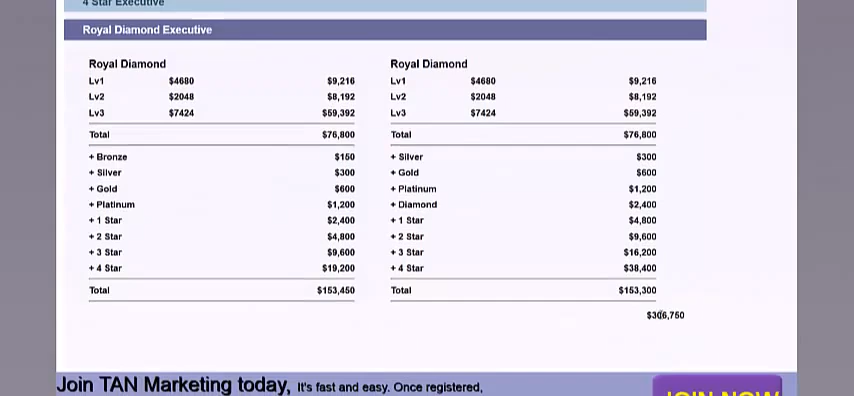 4 Star Executive
Royal Diamond Executive
Royal Diamond Royal Diamond
Lv1 $4680 $9,216 Lv1 $4680 $9,216
Lv2 $2048 $8,192 Lv2 $2048 $8,192
Lv3 $7424 $59,392 Lv3 $7424 $59,392
Total $76,800 Total $76,800
+ Bronze $150 + Silver $300
+ Silver $300 + Gold $600
+ Gold $600 + Platinum $1,200
+ Platinum $1,200 + Diamond $2,400
+ 1 Star $2,400 + 1 Star $4,800
+ 2 Star $4,800 + 2 Star $9,600
+ 3 Star $9,600 + 3 Star $16,200
+ 4 Star $19,200 + 4 Star $38,400
Total $153,450 Total $153,300
$306,750
Join TAN Marketing today, It's fast and easy. Once registered,
JOIN NOW